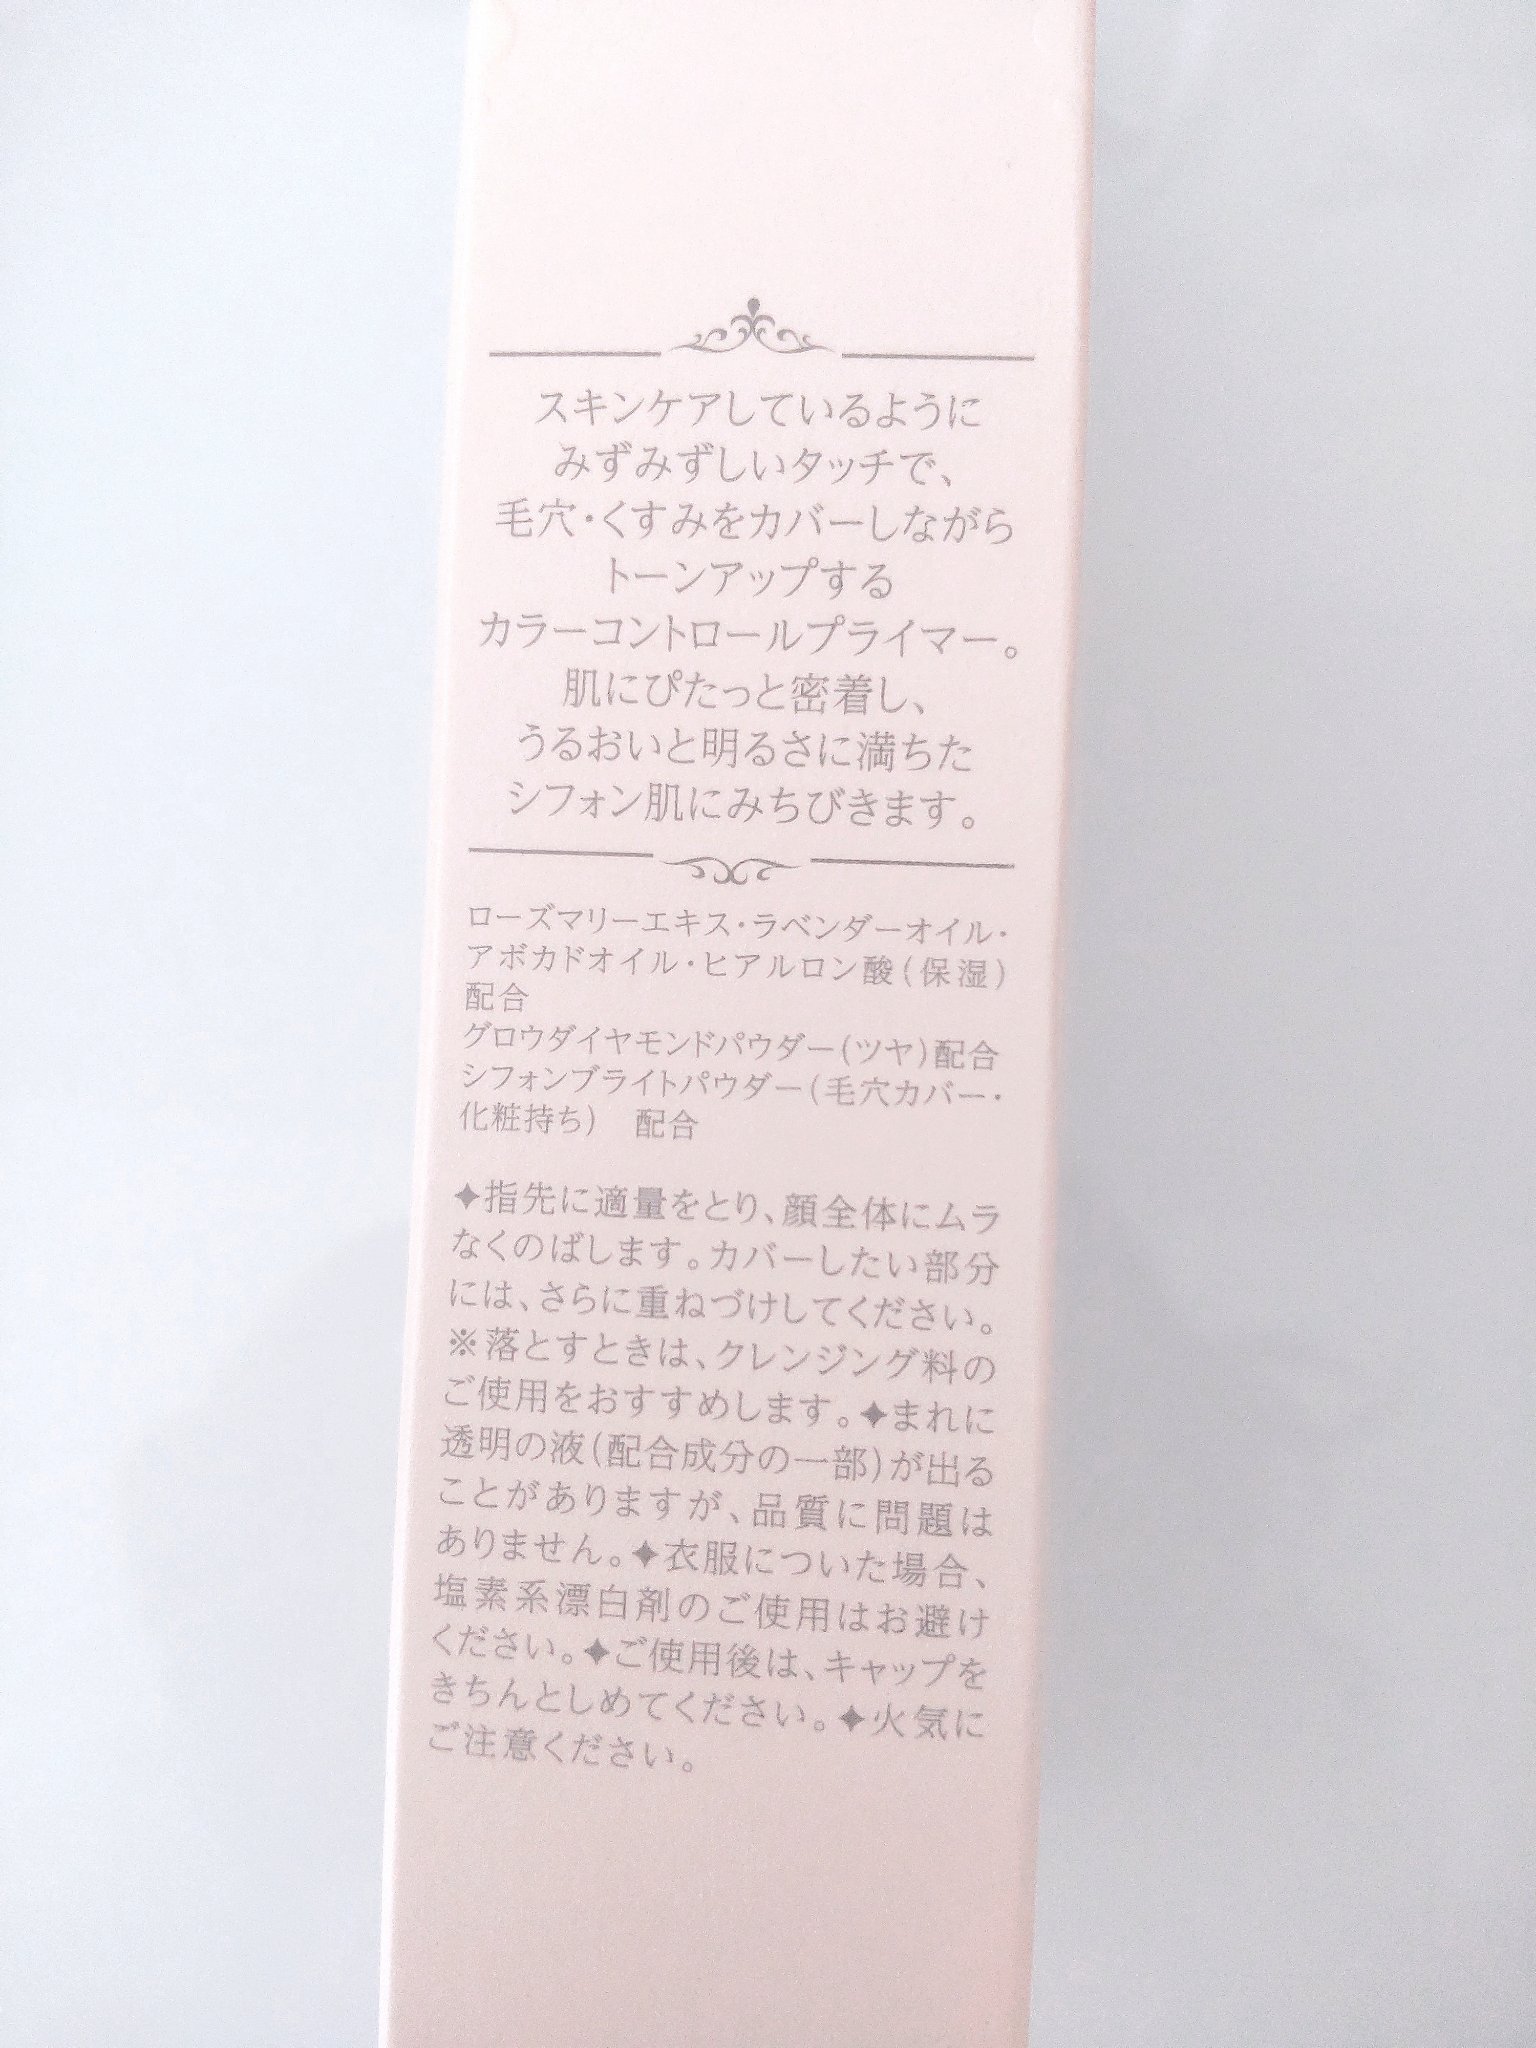 スキンケアしているように
みずみずしいタッチで、
毛穴・くすみをカバーしながら
トーンアップする
カラーコントロールプライマー。
肌にぴたっと密着し、
うるおいと明るさに満ちた
シフォン肌にみちびきます。
ローズマリーエキス・ラベンダーオイル・
アボカドオイル・ヒアルロン酸(保湿)
配合
グロウダイヤモンドパウダー(ツヤ)配合
シフォンブライトパウダー(毛穴カバー・
化粧持ち)　配合
✦指先に適量をとり、顔全体にムラ
なくのばします。カバーしたい部分
には、さらに重ねづけしてください。
※落とすときは、クレンジング料の
ご使用をおすすめします。✦まれに
透明の液(配合成分の一部)が出る
ことがありますが、品質に問題は
ありません。✦衣服についた場合、
塩素系漂白剤のご使用はお避け
ください。✦ご使用後は、キャップを
きちんとしめてください。✦火気に
ご注意ください。